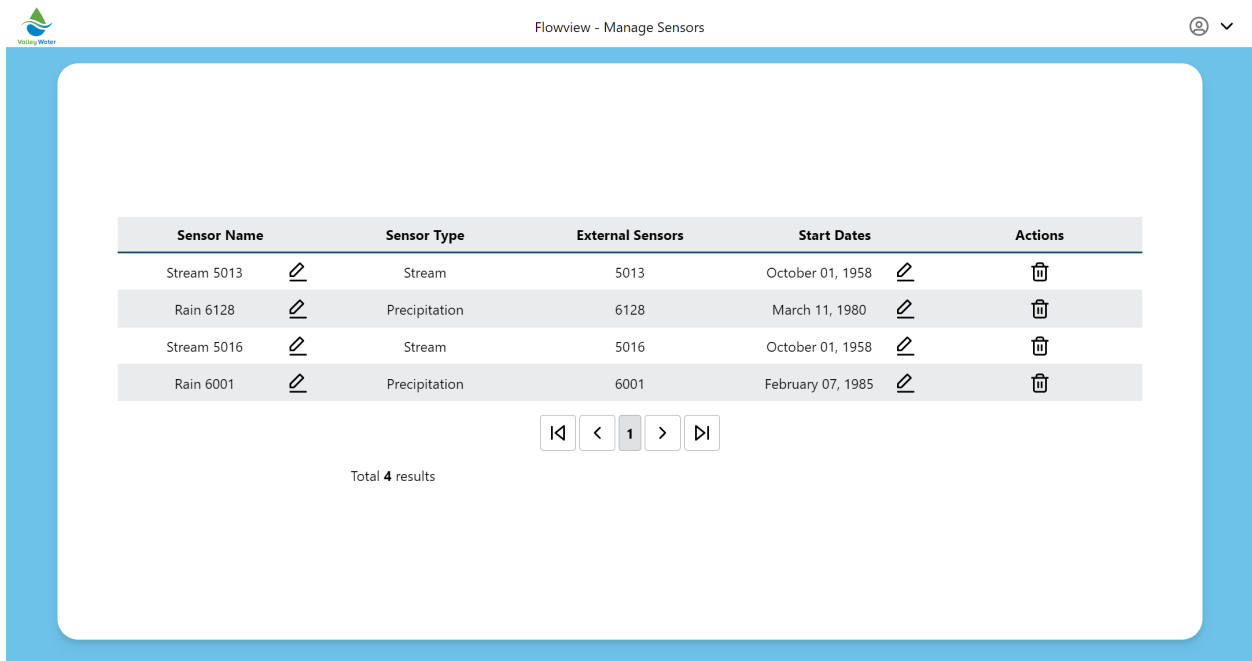 Valley Water
Flowview - Manage Sensors
Sensor Name Sensor Type External Sensors Start Dates Actions
Stream 5013 Stream 5013 October 01, 1958
Rain 6128 Precipitation 6128 March 11, 1980
Stream 5016 Stream 5016 October 01, 1958
Rain 6001 Precipitation 6001 February 07, 1985
1
Total 4 results